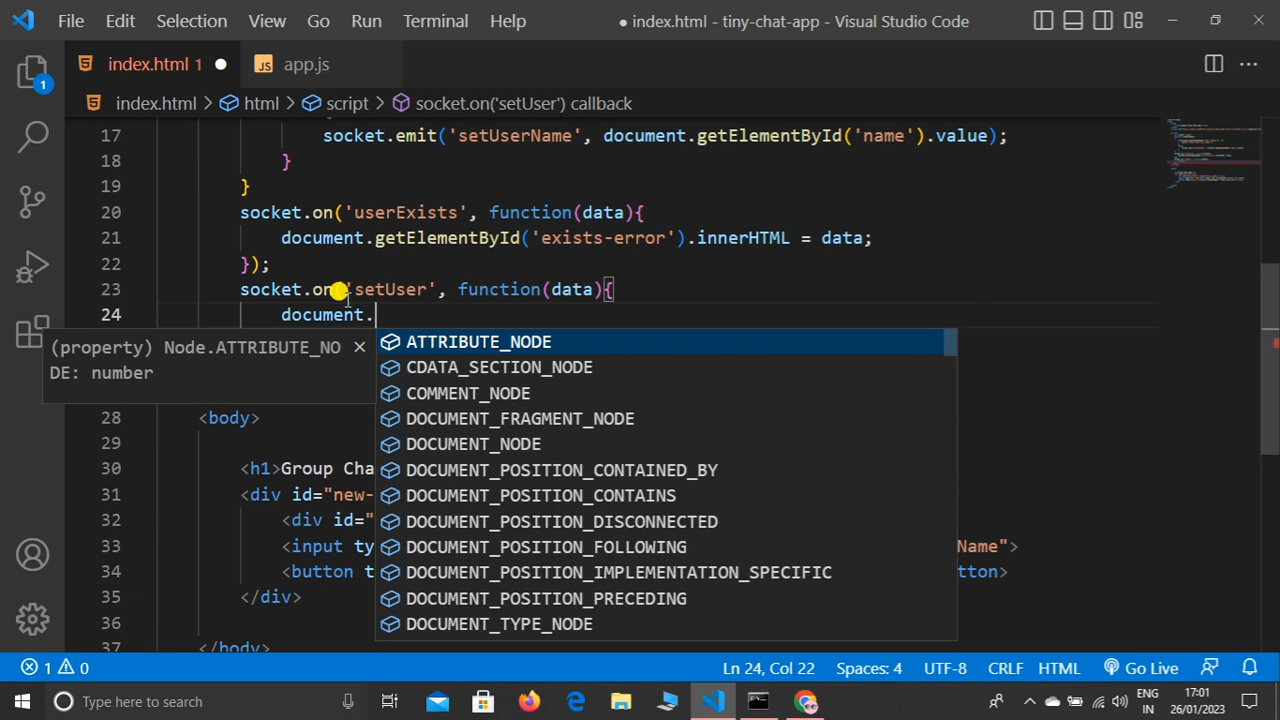 File Edit Selection View Go Run Terminal Help ● index.html - tiny-chat-app - Visual Studio Code
index.html 1 ● JS app.js
index.html > html > script > socket.on('setUser') callback
1
17 socket.emit('setUserName', document.getElementById('name').value);
18 }
19 }
20 socket.on('userExists', function(data){
21 document.getElementById('exists-error').innerHTML = data;
22 });
23 socket.on('setUser', function(data){
24 document.
(property) Node.ATTRIBUTE_NO
DE: number
ATTRIBUTE_NODE
CDATA_SECTION_NODE
COMMENT_NODE
DOCUMENT_FRAGMENT_NODE
DOCUMENT_NODE
DOCUMENT_POSITION_CONTAINED_BY
DOCUMENT_POSITION_CONTAINS
DOCUMENT_POSITION_DISCONNECTED
DOCUMENT_POSITION_FOLLOWING
DOCUMENT_POSITION_IMPLEMENTATION_SPECIFIC
DOCUMENT_POSITION_PRECEDING
DOCUMENT_TYPE_NODE
28 <body>
29
30 <h1>Group Cha
31 <div id="new-
32 <div id="
33 <input ty Name">
34 <button t tton>
35 </div>
36
37 </body>
1 0 Ln 24, Col 22 Spaces: 4 UTF-8 CRLF HTML Go Live
Type here to search ENG 17:01
IN 26/01/2023